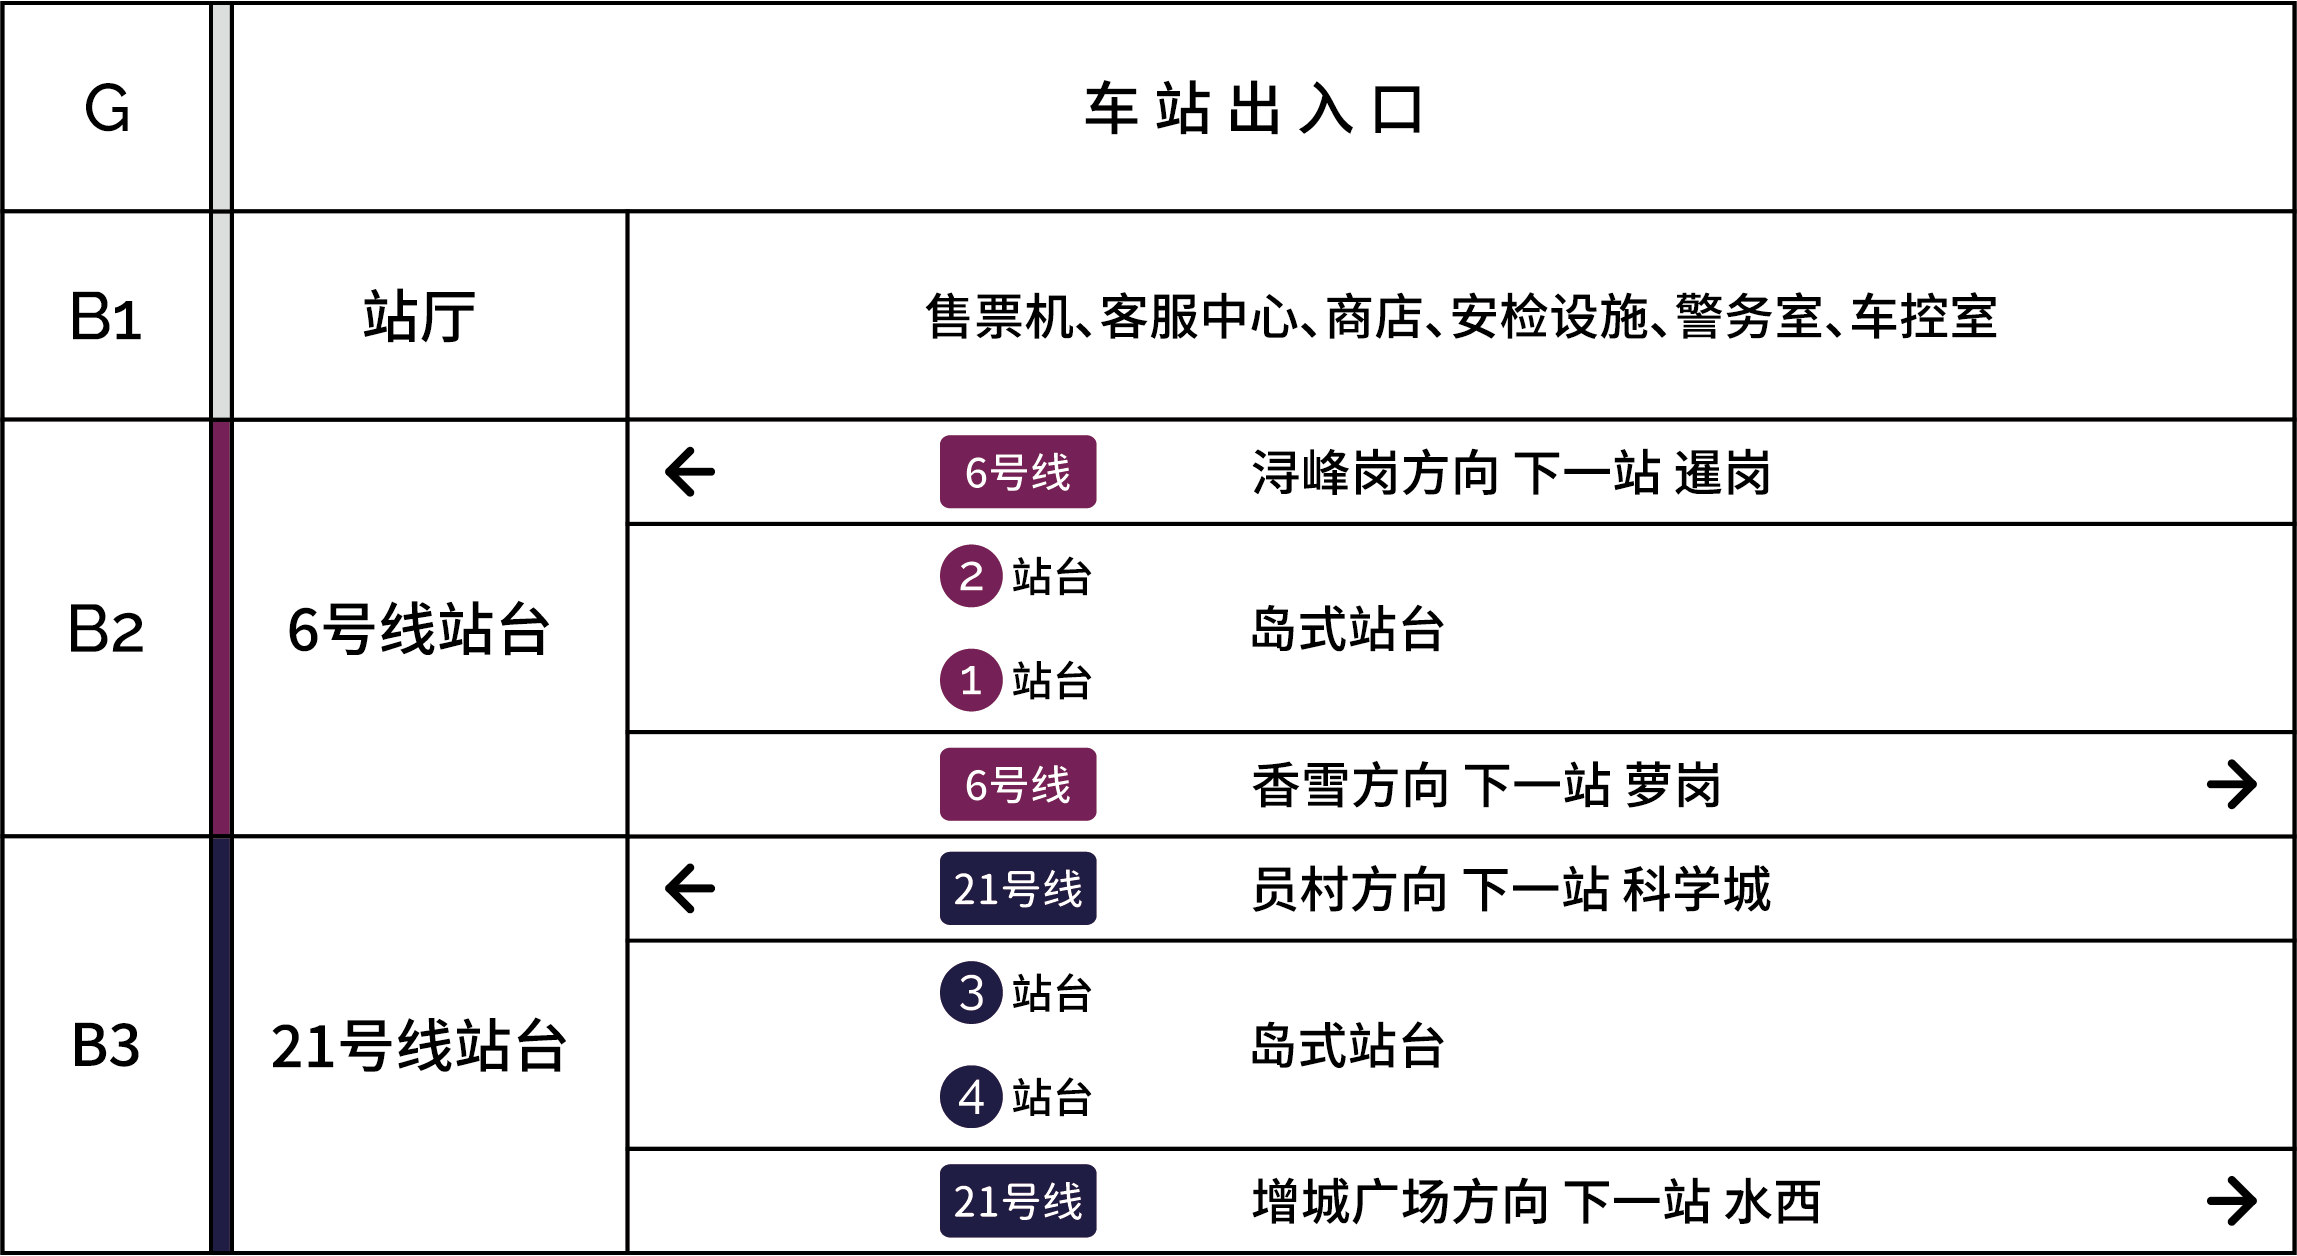 G
车站出入口
B1
站厅
售票机、客服中心、商店、安检设施、警务室、车控室
B2
6号线站台
← 6号线 浔峰岗方向 下一站 暹岗
2 站台
岛式站台
1 站台
6号线 香雪方向 下一站 萝岗 →
B3
21号线站台
← 21号线 员村方向 下一站 科学城
3 站台
岛式站台
4 站台
21号线 增城广场方向 下一站 水西 →